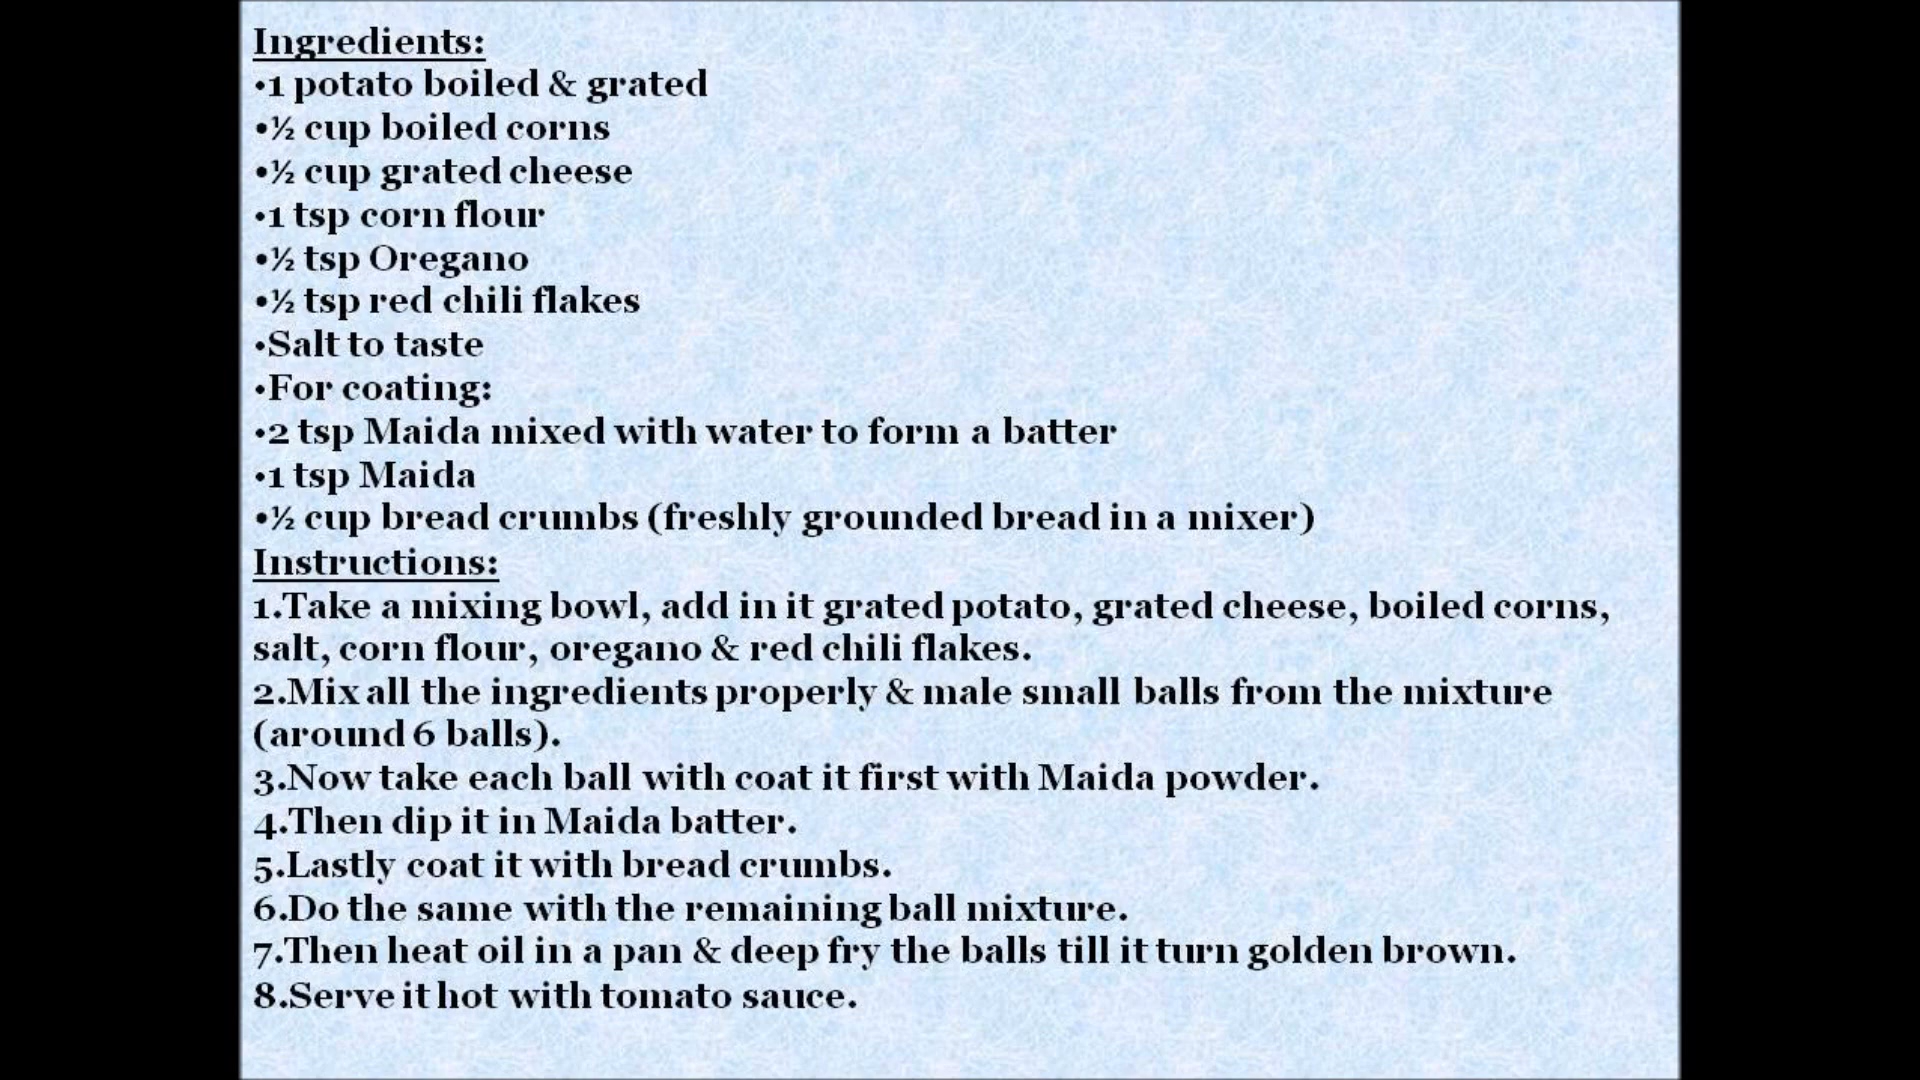 Ingredients:
•1 potato boiled & grated
•½ cup boiled corns
•½ cup grated cheese
•1 tsp corn flour
•½ tsp Oregano
•½ tsp red chili flakes
•Salt to taste
•For coating:
•2 tsp Maida mixed with water to form a batter
•1 tsp Maida
•½ cup bread crumbs (freshly grounded bread in a mixer)
Instructions:
1.Take a mixing bowl, add in it grated potato, grated cheese, boiled corns,
salt, corn flour, oregano & red chili flakes.
2.Mix all the ingredients properly & male small balls from the mixture
(around 6 balls).
3.Now take each ball with coat it first with Maida powder.
4.Then dip it in Maida batter.
5.Lastly coat it with bread crumbs.
6.Do the same with the remaining ball mixture.
7.Then heat oil in a pan & deep fry the balls till it turn golden brown.
8.Serve it hot with tomato sauce.